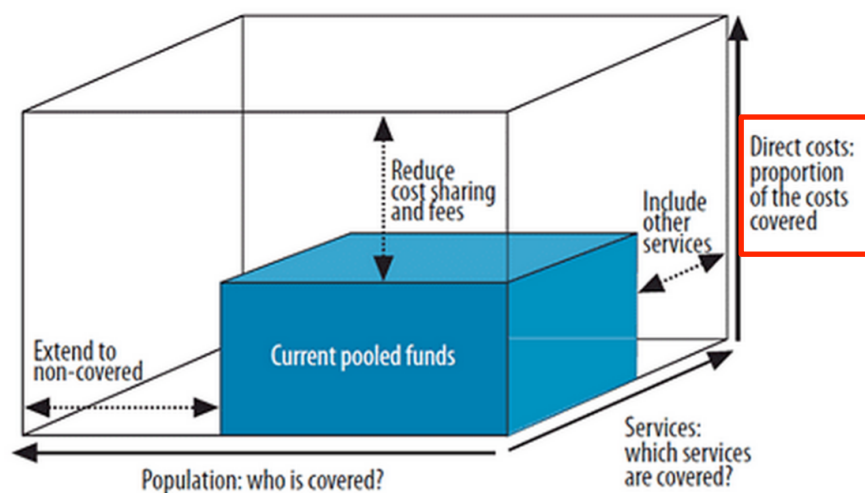 Direct costs:
proportion
of the costs
covered
Reduce
cost sharing
and fees
Include
other
services
Extend to
non-covered
Current pooled funds
Services:
which services
are covered?
Population: who is covered?